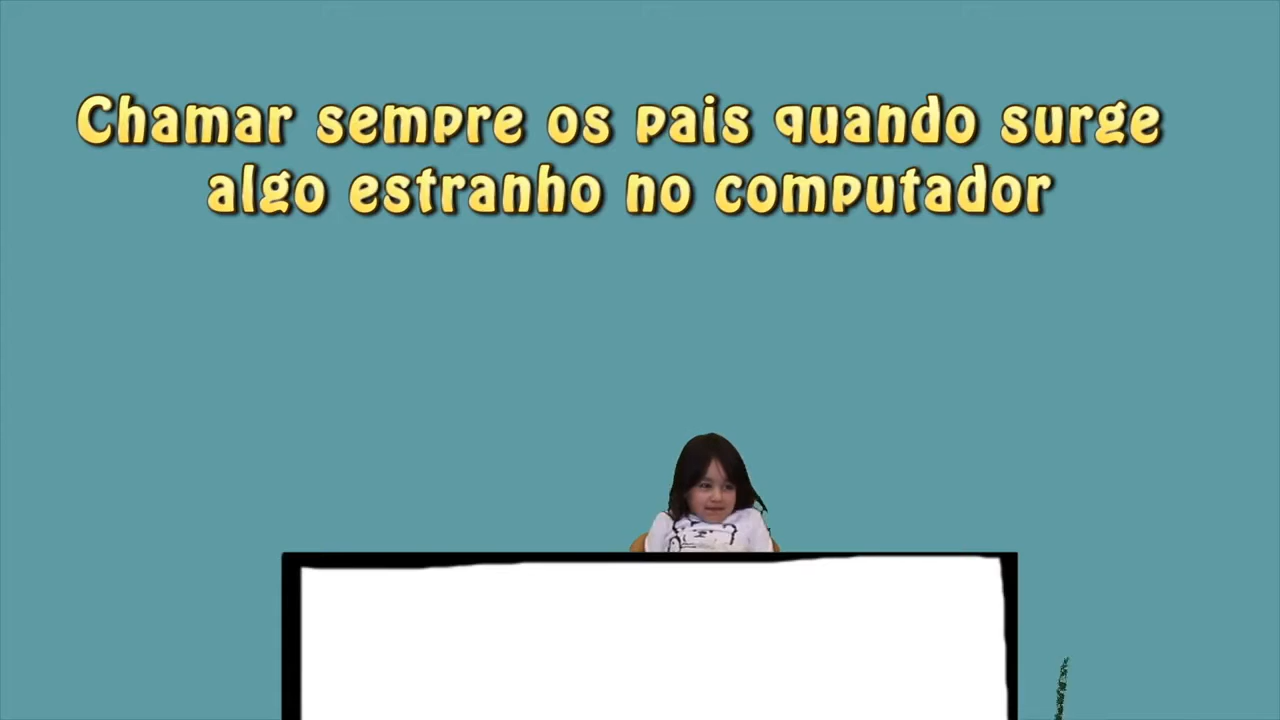 Chamar sempre os pais quando surge
algo estranho no computador